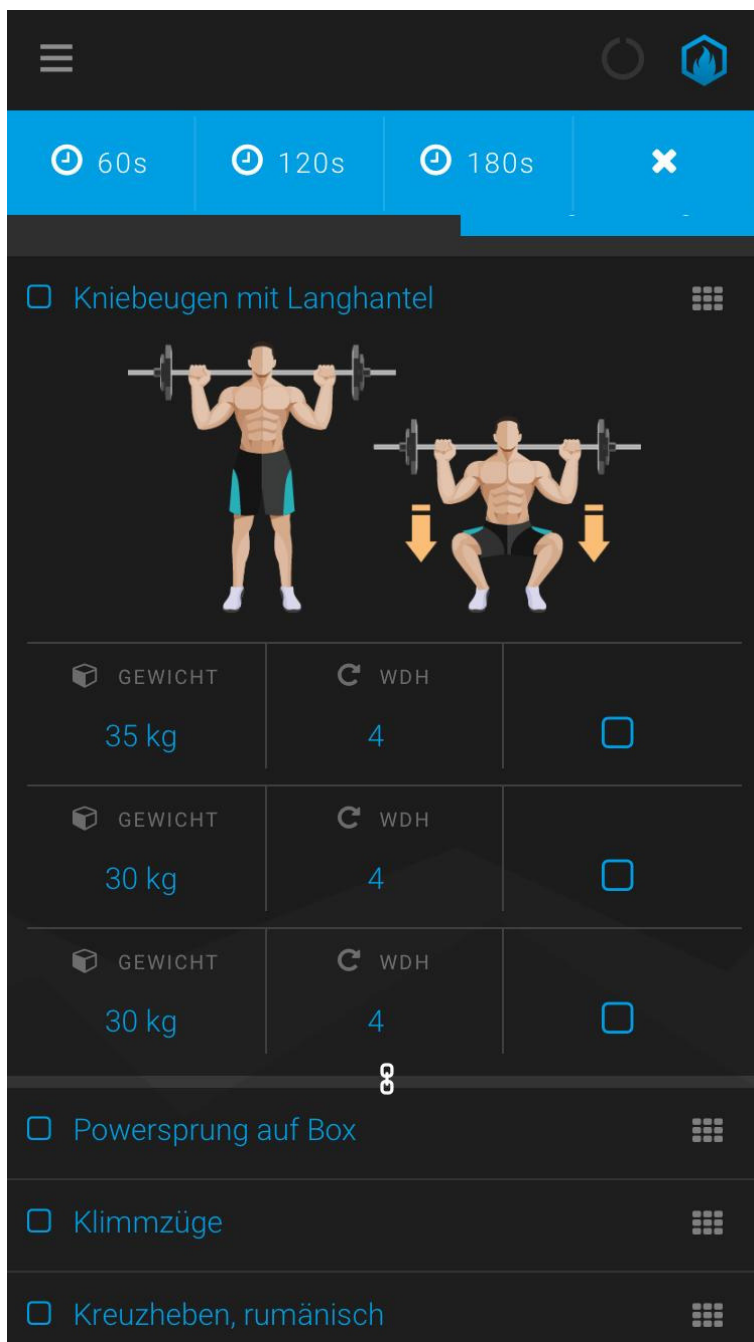 60s 120s 180s
Kniebeugen mit Langhantel
GEWICHT WDH
35 kg 4
GEWICHT WDH
30 kg 4
GEWICHT WDH
30 kg 4
Powersprung auf Box
Klimmzüge
Kreuzheben, rumänisch